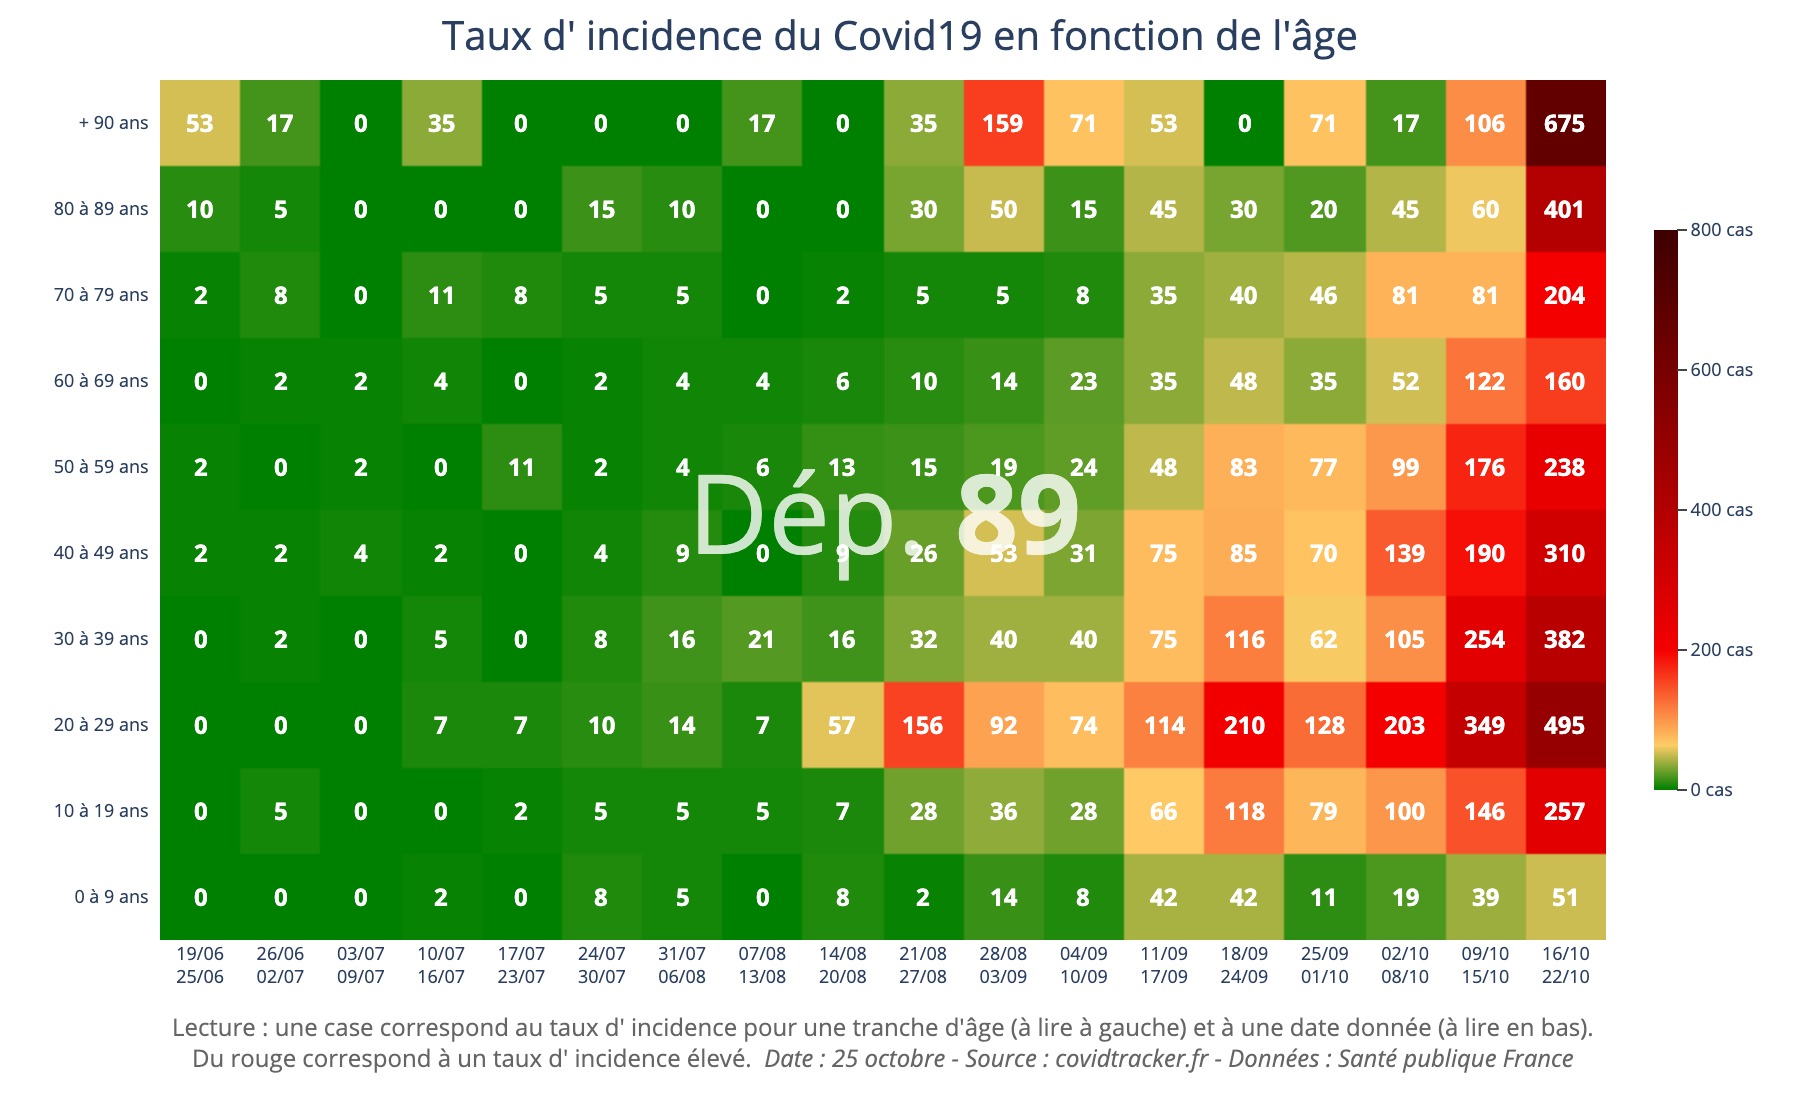 Taux d' incidence du Covid19 en fonction de l'âge
+ 90 ans 53 17 0 35 0 0 0 17 0 35 159 71 53 0 71 17 106 675
80 à 89 ans 10 5 0 0 0 15 10 0 0 30 50 15 45 30 20 45 60 401
800 cas
70 à 79 ans 2 8 0 11 8 5 5 0 2 5 5 8 35 40 46 81 81 204
60 à 69 ans 0 2 2 4 0 2 4 4 6 10 14 23 35 48 35 52 122 160
600 cas
50 à 59 ans 2 0 2 0 11 2 4 6 13 15 19 24 48 83 77 99 176 238
400 cas
Dép. 89
40 à 49 ans 2 2 4 2 0 4 9 0 9 26 53 31 75 85 70 139 190 310
30 à 39 ans 0 2 0 5 0 8 16 21 16 32 40 40 75 116 62 105 254 382
200 cas
20 à 29 ans 0 0 0 7 7 10 14 7 57 156 92 74 114 210 128 203 349 495
0 cas
10 à 19 ans 0 5 0 0 2 5 5 5 7 28 36 28 66 118 79 100 146 257
0 à 9 ans 0 0 0 2 0 8 5 0 8 2 14 8 42 42 11 19 39 51
19/06 26/06 03/07 10/07 17/07 24/07 31/07 07/08 14/08 21/08 28/08 04/09 11/09 18/09 25/09 02/10 09/10 16/10
25/06 02/07 09/07 16/07 23/07 30/07 06/08 13/08 20/08 27/08 03/09 10/09 17/09 24/09 01/10 08/10 15/10 22/10
Lecture : une case correspond au taux d' incidence pour une tranche d'âge (à lire à gauche) et à une date donnée (à lire en bas).
Du rouge correspond à un taux d' incidence élevé. Date : 25 octobre - Source : covidtracker.fr - Données : Santé publique France